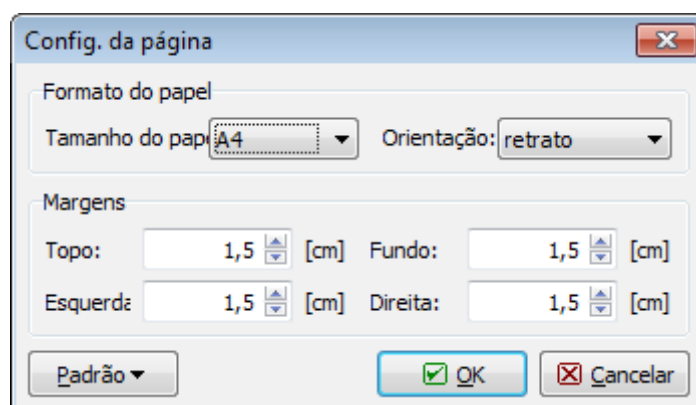 Config. da página
Formato do papel
Tamanho do pap A4 Orientação: retrato
Margens
Topo: 1,5 [cm] Fundo: 1,5 [cm]
Esquerda 1,5 [cm] Direita: 1,5 [cm]
Padrão OK Cancelar